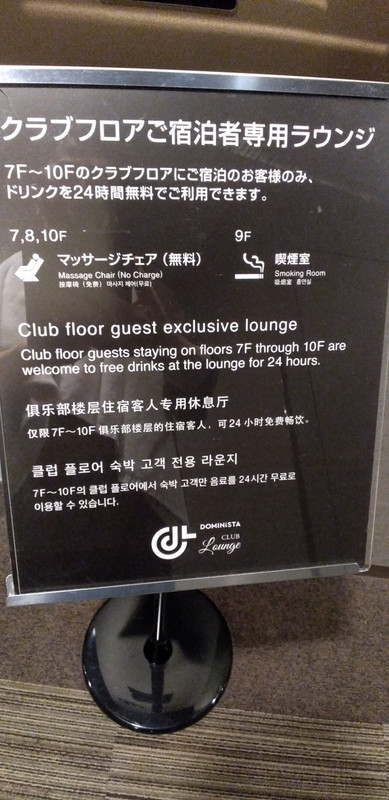 クラブフロアご宿泊者専用ラウンジ
7F～10Fのクラブフロアにご宿泊のお客様のみ、
ドリンクを24時間無料でご利用できます。
7,8,10F
マッサージチェア（無料）
Massage Chair (No Charge)
按摩椅（免费）마사지 체어(무료)
9F
喫煙室
Smoking Room
吸烟室 흡연실
Club floor guest exclusive lounge
Club floor guests staying on floors 7F through 10F are
welcome to free drinks at the lounge for 24 hours.
俱乐部楼层住宿客人专用休息厅
仅限7F～10F 俱乐部楼层的住宿客人，可24小时免费畅饮。
클럽 플로어 숙박 고객 전용 라운지
7F～10F의 클럽 플로어에서 숙박 고객만 음료를 24시간 무료로
이용할 수 있습니다.
DOMINISTA
CLUB
Lounge